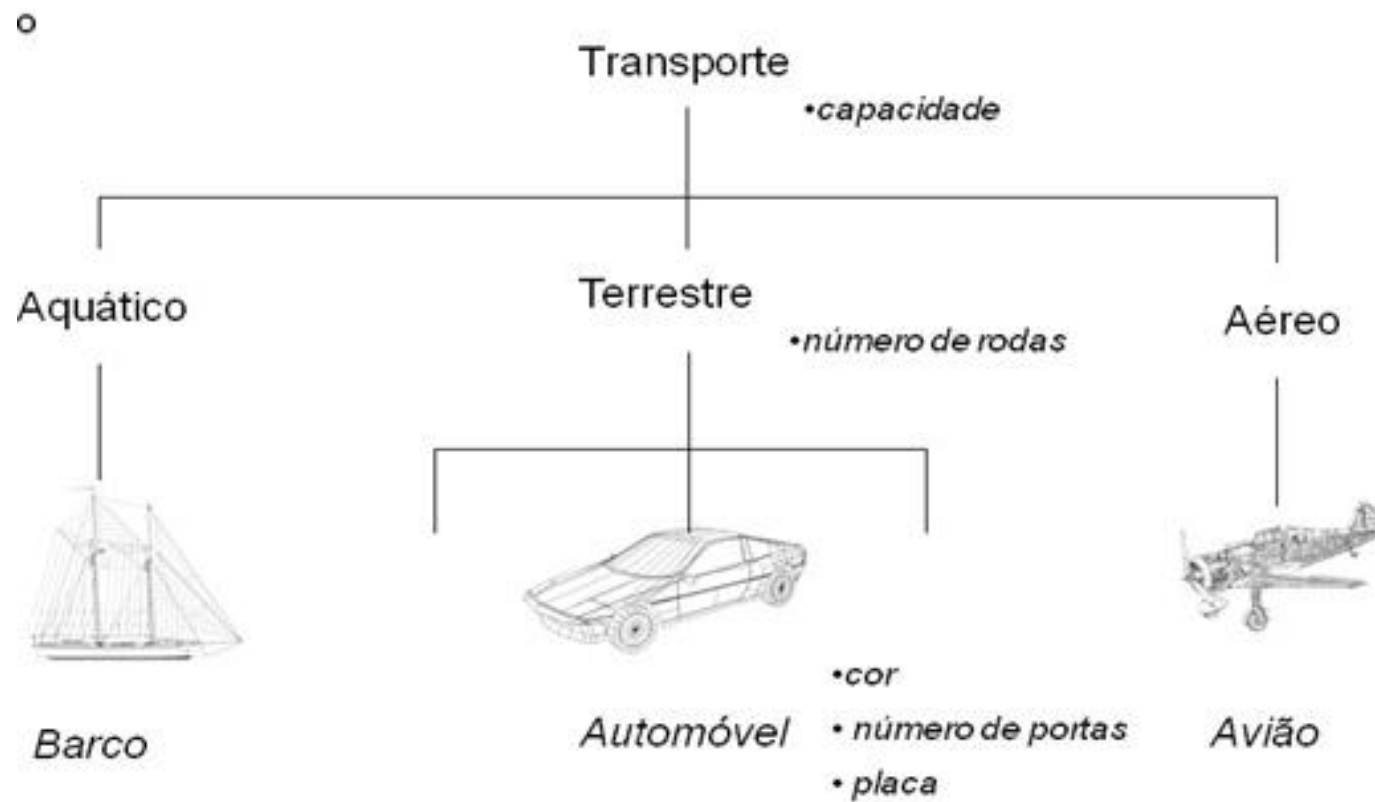 o
Transporte
•capacidade
Aquático
Terrestre
•número de rodas
Aéreo
Barco
Automóvel
•cor
• número de portas
• placa
Avião